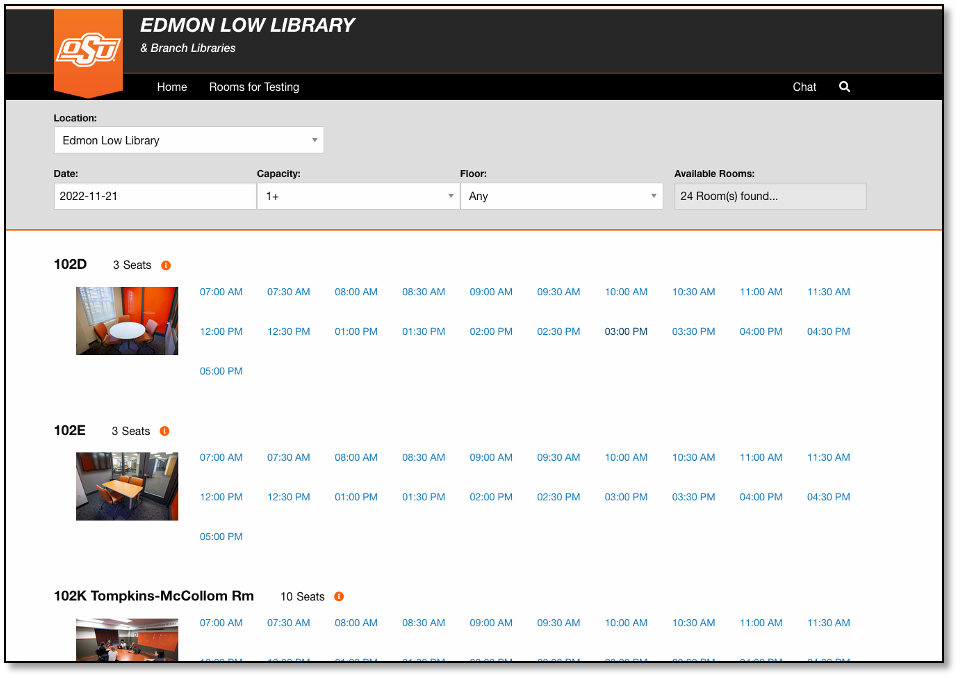 EDMON LOW LIBRARY
& Branch Libraries
OSU
Home Rooms for Testing Chat
Location:
Edmon Low Library
Date: Capacity: Floor: Available Rooms:
2022-11-21 1+ Any 24 Room(s) found...
102D 3 Seats
07:00 AM 07:30 AM 08:00 AM 08:30 AM 09:00 AM 09:30 AM 10:00 AM 10:30 AM 11:00 AM 11:30 AM
12:00 PM 12:30 PM 01:00 PM 01:30 PM 02:00 PM 02:30 PM 03:00 PM 03:30 PM 04:00 PM 04:30 PM
05:00 PM
102E 3 Seats
07:00 AM 07:30 AM 08:00 AM 08:30 AM 09:00 AM 09:30 AM 10:00 AM 10:30 AM 11:00 AM 11:30 AM
12:00 PM 12:30 PM 01:00 PM 01:30 PM 02:00 PM 02:30 PM 03:00 PM 03:30 PM 04:00 PM 04:30 PM
05:00 PM
102K Tompkins-McCollom Rm 10 Seats
07:00 AM 07:30 AM 08:00 AM 08:30 AM 09:00 AM 09:30 AM 10:00 AM 10:30 AM 11:00 AM 11:30 AM